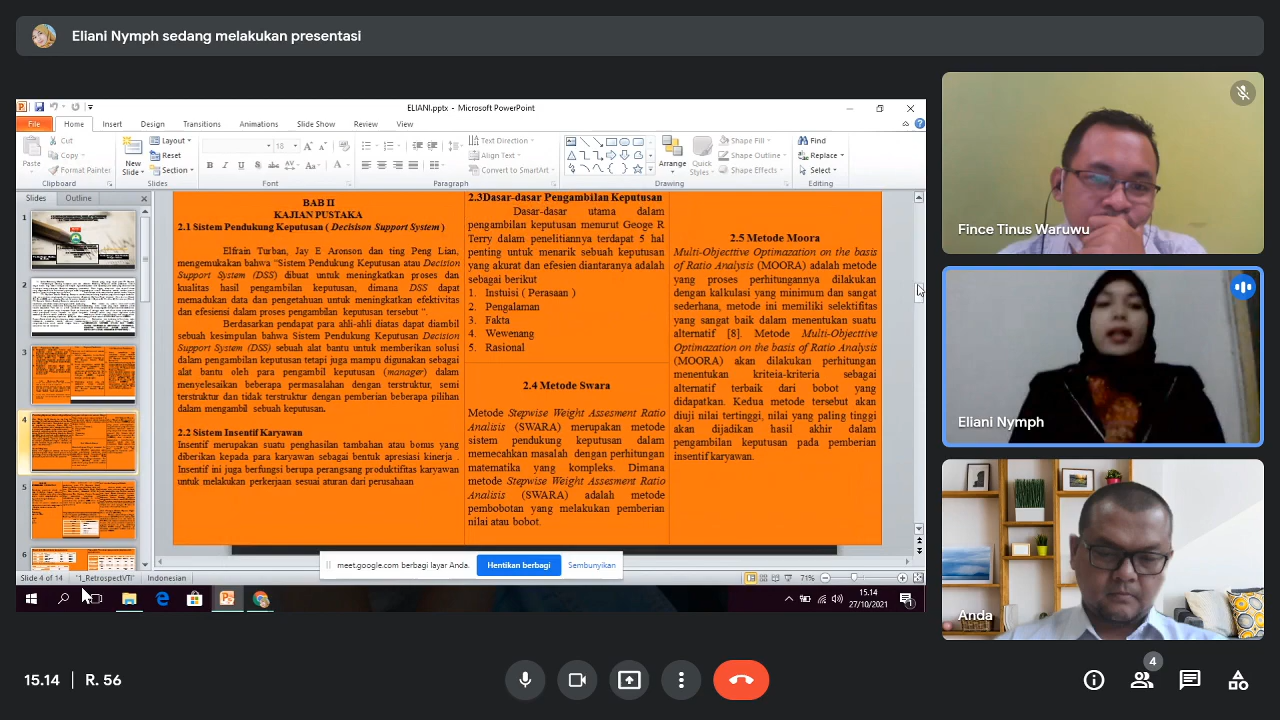 Eliani Nymph sedang melakukan presentasi
ELIANI.pptx - Microsoft PowerPoint
File Home Insert Design Transitions Animations Slide Show Review View
Paste
Cut
Copy
Format Painter
Clipboard
New
Slide
Layout
Reset
Section
Slides
18
Font
Text Direction
Align Text
Convert to SmartArt
Paragraph
Arrange
Quick
Styles
Shape Fill
Shape Outline
Shape Effects
Drawing
Find
Replace
Select
Editing
Slides Outline
1
2
3
4
5
6
BAB II
KAJIAN PUSTAKA
2.1 Sistem Pendukung Keputusan ( Decisison Support System )
Elfrain Turban, Jay E Aronson dan ting Peng Lian,
mengemukakan bahwa "Sistem Pendukung Keputusan atau Decision
Support System (DSS) dibuat untuk meningkatkan proses dan
kualitas hasil pengambilan keputusan, dimana DSS dapat
memadukan data dan pengetahuan untuk meningkatkan efektivitas
dan efesiensi dalam proses pengambilan keputusan tersebut ".
Berdasarkan pendapat para ahli-ahli diatas dapat diambil
sebuah kesimpulan bahwa Sistem Pendukung Keputusan Decision
Support System (DSS) sebuah alat bantu untuk memberikan solusi
dalam pengambilan keputusan tetapi juga mampu digunakan sebagai
alat bantu oleh para pengambil keputusan (manager) dalam
menyelesaikan beberapa permasalahan dengan terstruktur, semi
terstruktur dan tidak terstruktur dengan pemberian beberapa pilihan
dalam mengambil sebuah keputusan.
2.2 Sistem Insentif Karyawan
Insentif merupakan suatu penghasilan tambahan atau bonus yang
diberikan kepada para karyawan sebagai bentuk apresiasi kinerja .
Insentif ini juga berfungsi berupa perangsang produktifitas karyawan
untuk melakukan perkerjaan sesuai aturan dari perusahaan
2.3Dasar-dasar Pengambilan Keputusan
Dasar-dasar utama dalam
pengambilan keputusan menurut Geoge R
Terry dalam penelitiannya terdapat 5 hal
penting untuk menarik sebuah keputusan
yang akurat dan efesien diantaranya adalah
sebagai berikut
1. Instuisi ( Perasaan )
2. Pengalaman
3. Fakta
4. Wewenang
5. Rasional
2.4 Metode Swara
Metode Stepwise Weight Assesment Ratio
Analisis (SWARA) merupakan metode
sistem pendukung keputusan dalam
memecahkan masalah dengan perhitungan
matematika yang kompleks. Dimana
metode Stepwise Weight Assesment Ratio
Analisis (SWARA) adalah metode
pembobotan yang melakukan pemberian
nilai atau bobot.
2.5 Metode Moora
Multi-Objecttive Optimazation on the basis
of Ratio Analysis (MOORA) adalah metode
yang proses perhitungannya dilakukan
dengan kalkulasi yang minimum dan sangat
sederhana, metode ini memiliki selektifitas
yang sangat baik dalam menentukan suatu
alternatif [8]. Metode Multi-Objecttive
Optimazation on the basis of Ratio Analysis
(MOORA) akan dilakukan perhitungan
menentukan kriteia-kriteria sebagai
alternatif terbaik dari bobot yang
didapatkan. Kedua metode tersebut akan
diuji nilai tertinggi, nilai yang paling tinggi
akan dijadikan hasil akhir dalam
pengambilan keputusan pada pemberian
insentif karyawan.
meet.google.com berbagi layar Anda. Hentikan berbagi Sembunyikan
Slide 4 of 14 "1_RetrospectVTI" Indonesian 71%
15.14
27/10/2021
1
Fince Tinus Waruwu
Eliani Nymph
Anda
15.14 | R. 56
4